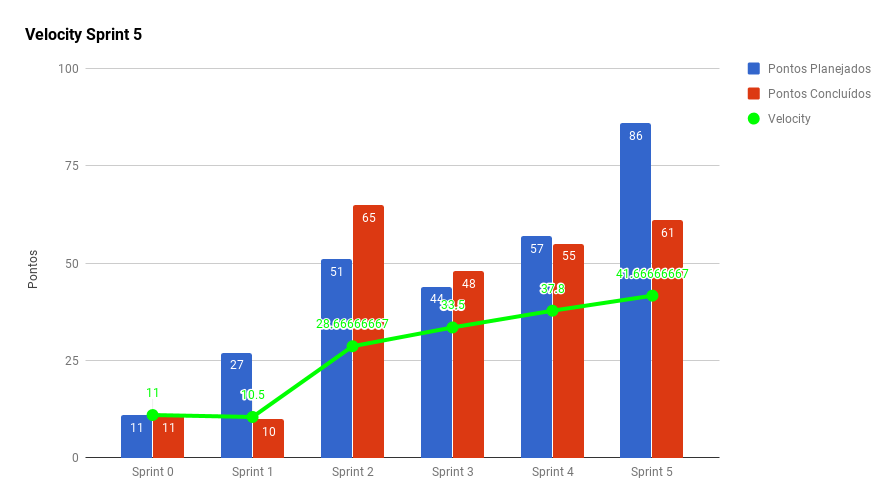 Velocity Sprint 5
Pontos Planejados
Pontos Concluídos
Velocity
Pontos
100
75
50
25
0
11
11
11
27
10.5
10
51
28.66666667
65
44
33.5
48
57
37.8
55
86
41.66666667
61
Sprint 0
Sprint 1
Sprint 2
Sprint 3
Sprint 4
Sprint 5